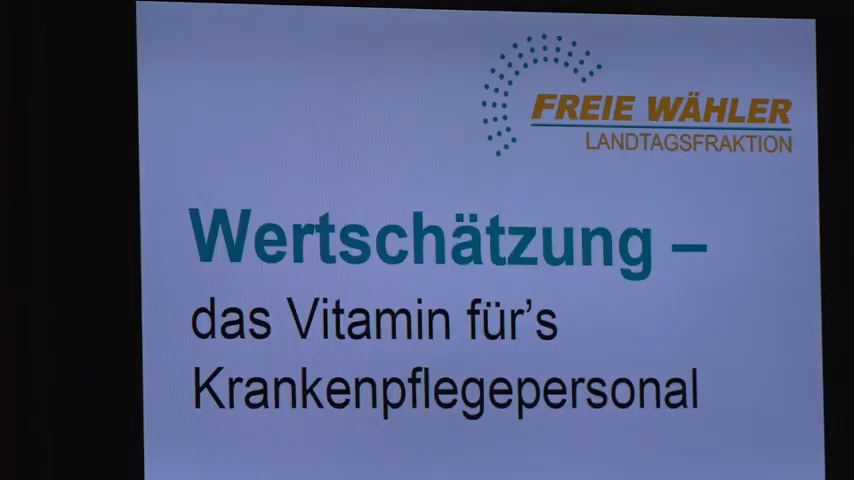 FREIE WÄHLER
LANDTAGSFRAKTION
Wertschätzung –
das Vitamin für’s
Krankenpflegepersonal